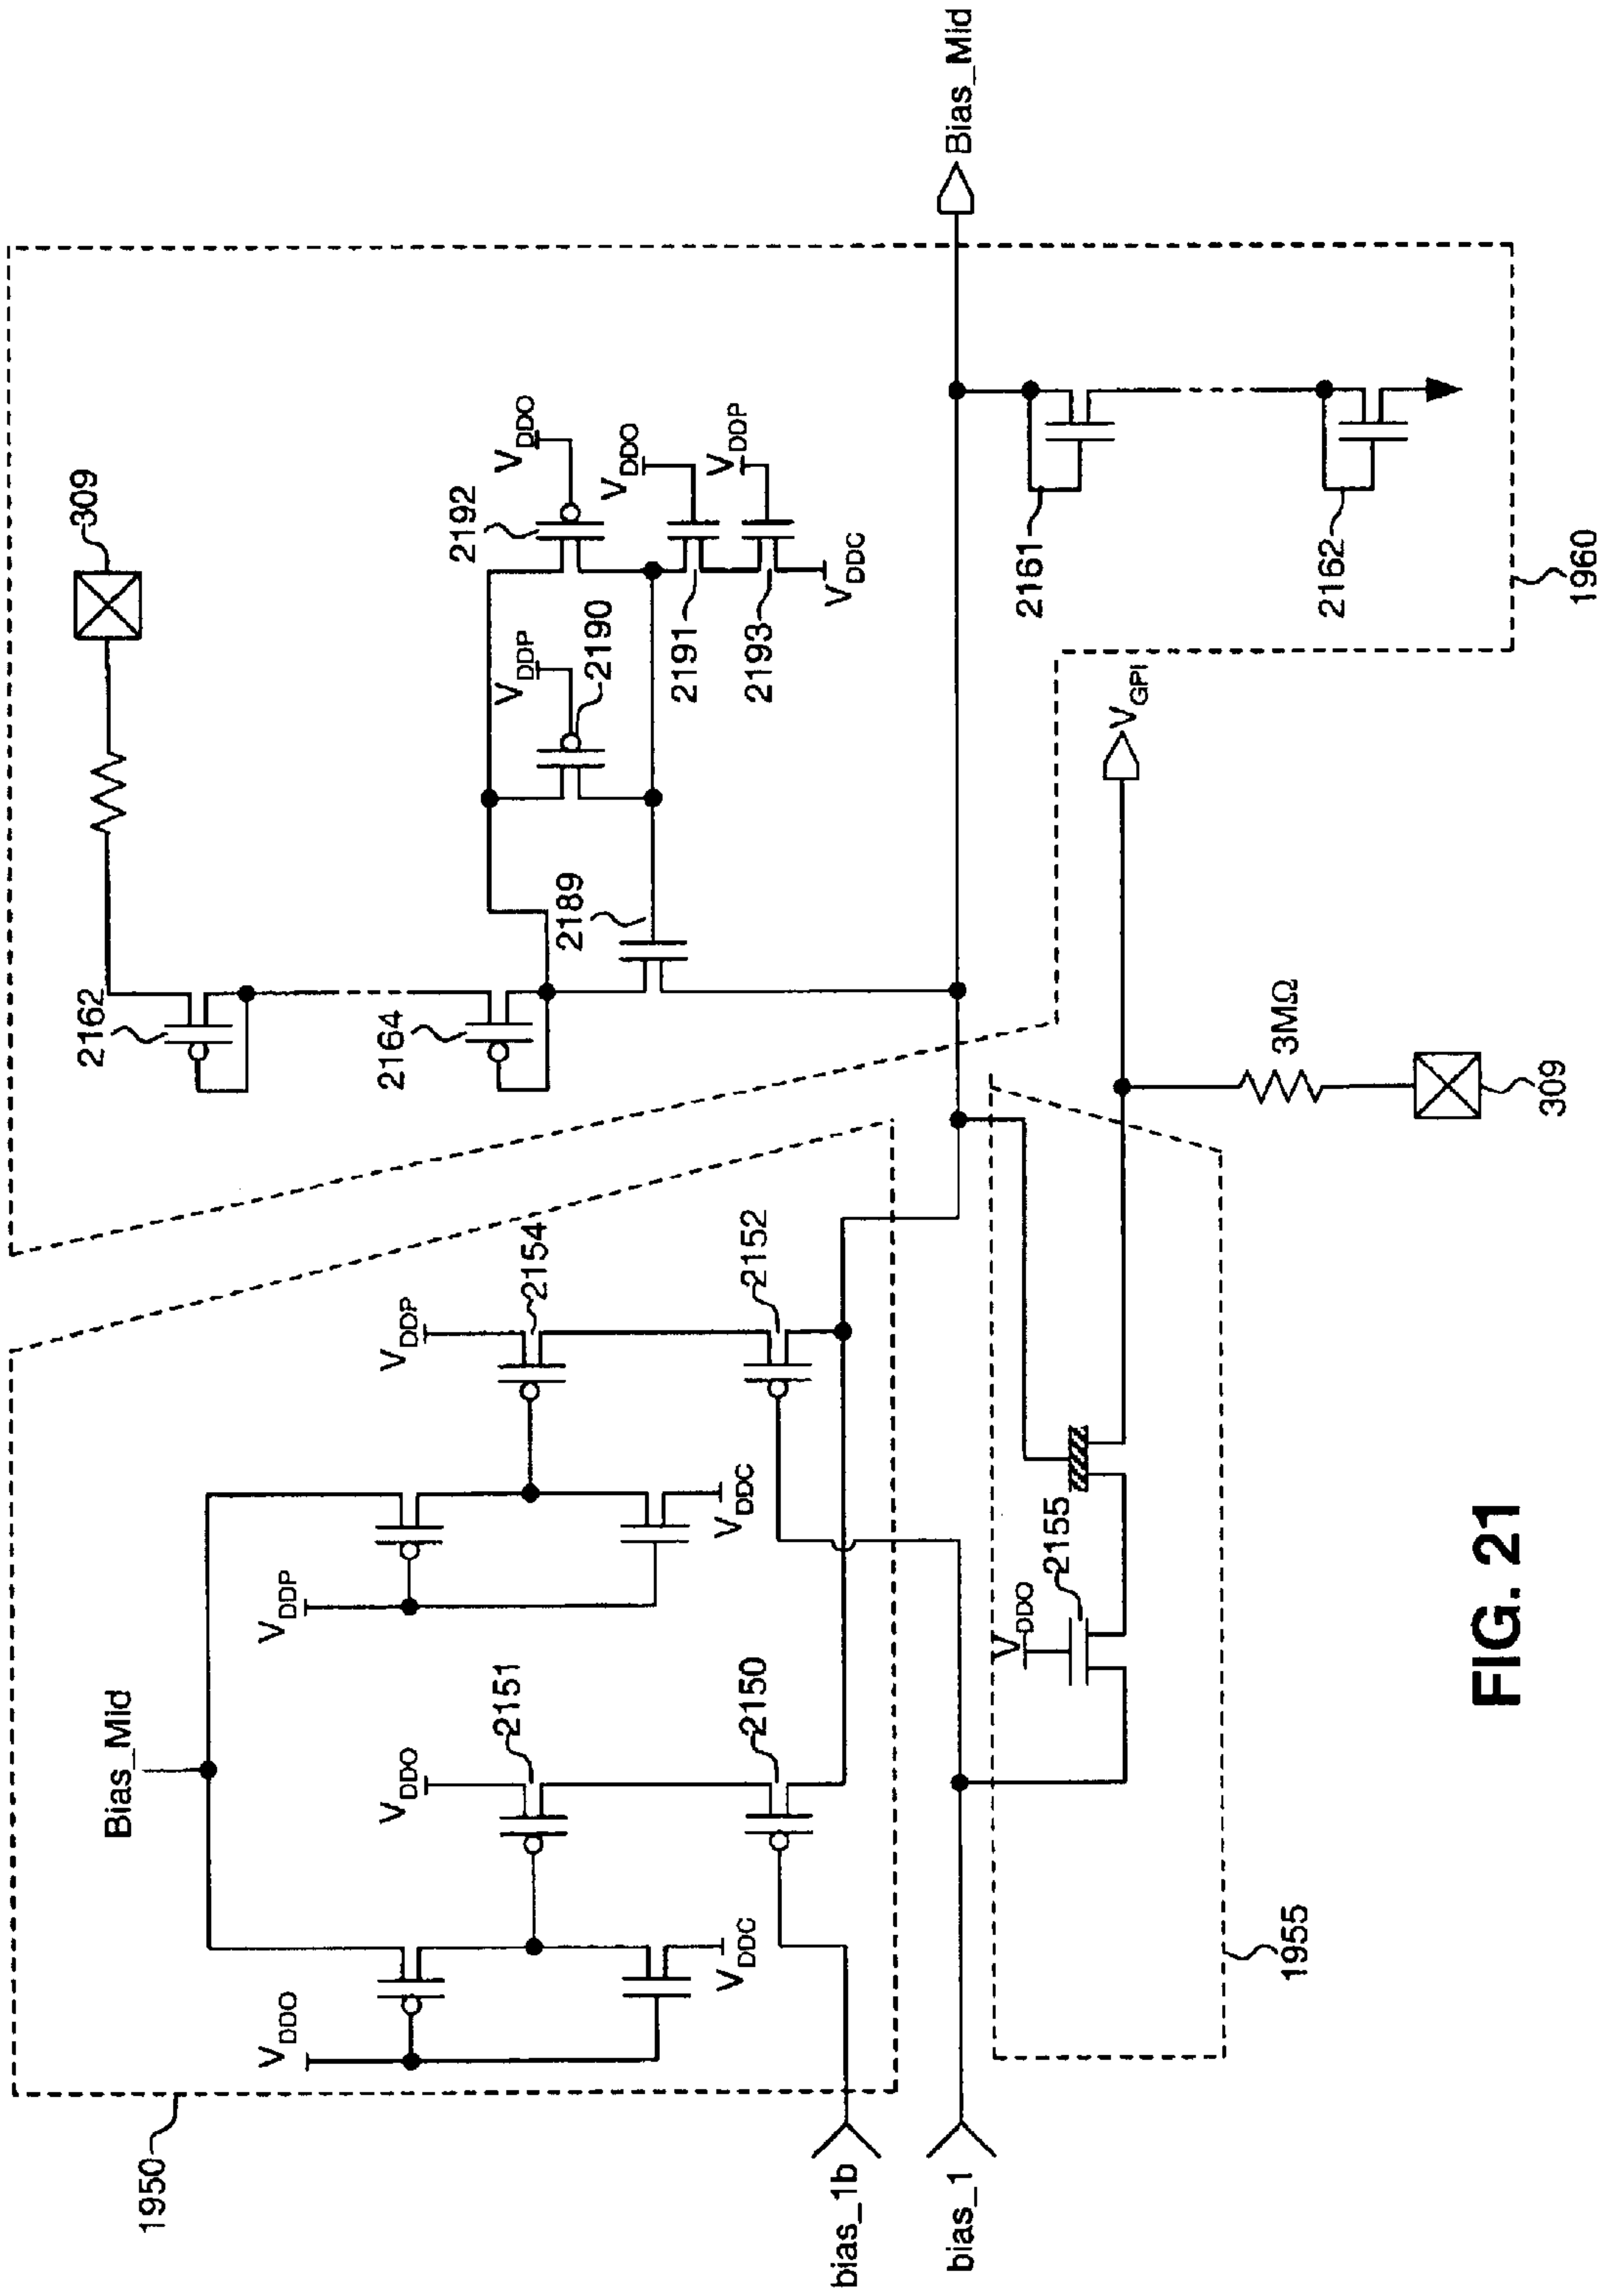 1950
Bias_Mid
VDDO
VDDC
VDDO
2151
2150
VDDP
VDDC
VDDP
2154
2152
bias_1b
bias_1
2162
2164
309
2189
VDDP
2190
2192
VDDO
VDDO
2191
VDDP
2193
VDDC
Bias_Mid
2161
2162
1960
VDDO
2155
1955
VGPI
3MΩ
309
FIG. 21